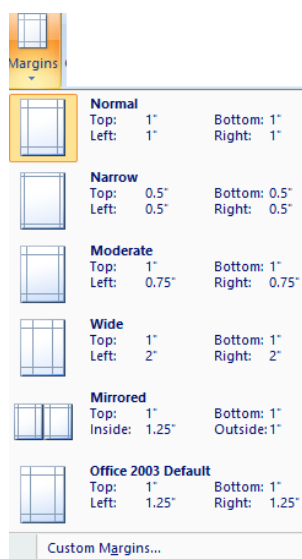 Margins
Normal
Top: 1" Bottom: 1"
Left: 1" Right: 1"
Narrow
Top: 0.5" Bottom: 0.5"
Left: 0.5" Right: 0.5"
Moderate
Top: 1" Bottom: 1"
Left: 0.75" Right: 0.75"
Wide
Top: 1" Bottom: 1"
Left: 2" Right: 2"
Mirrored
Top: 1" Bottom: 1"
Inside: 1.25" Outside: 1"
Office 2003 Default
Top: 1" Bottom: 1"
Left: 1.25" Right: 1.25"
Custom Margins...